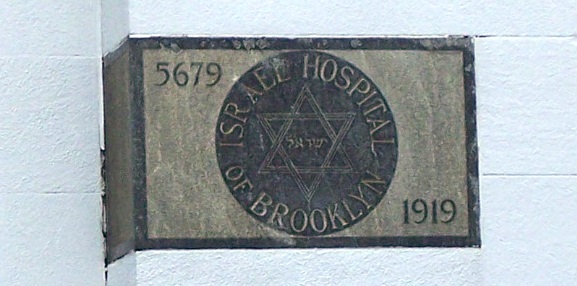 5679
ISRAEL HOSPITAL
OF BROOKLYN
ישראל
1919